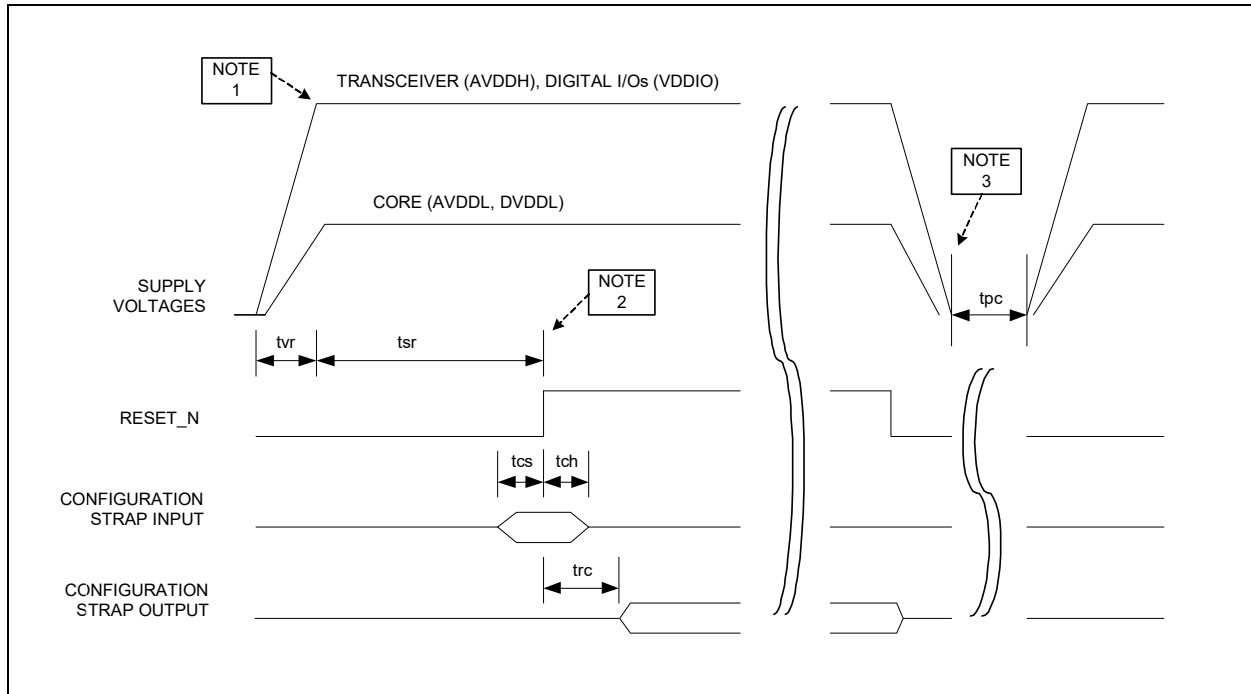 NOTE
1
TRANSCEIVER (AVDDH), DIGITAL I/Os (VDDIO)
NOTE
3
CORE (AVDDL, DVDDL)
SUPPLY
VOLTAGES
NOTE
2
tpc
tvr
tsr
RESET_N
tcs
tch
CONFIGURATION
STRAP INPUT
trc
CONFIGURATION
STRAP OUTPUT